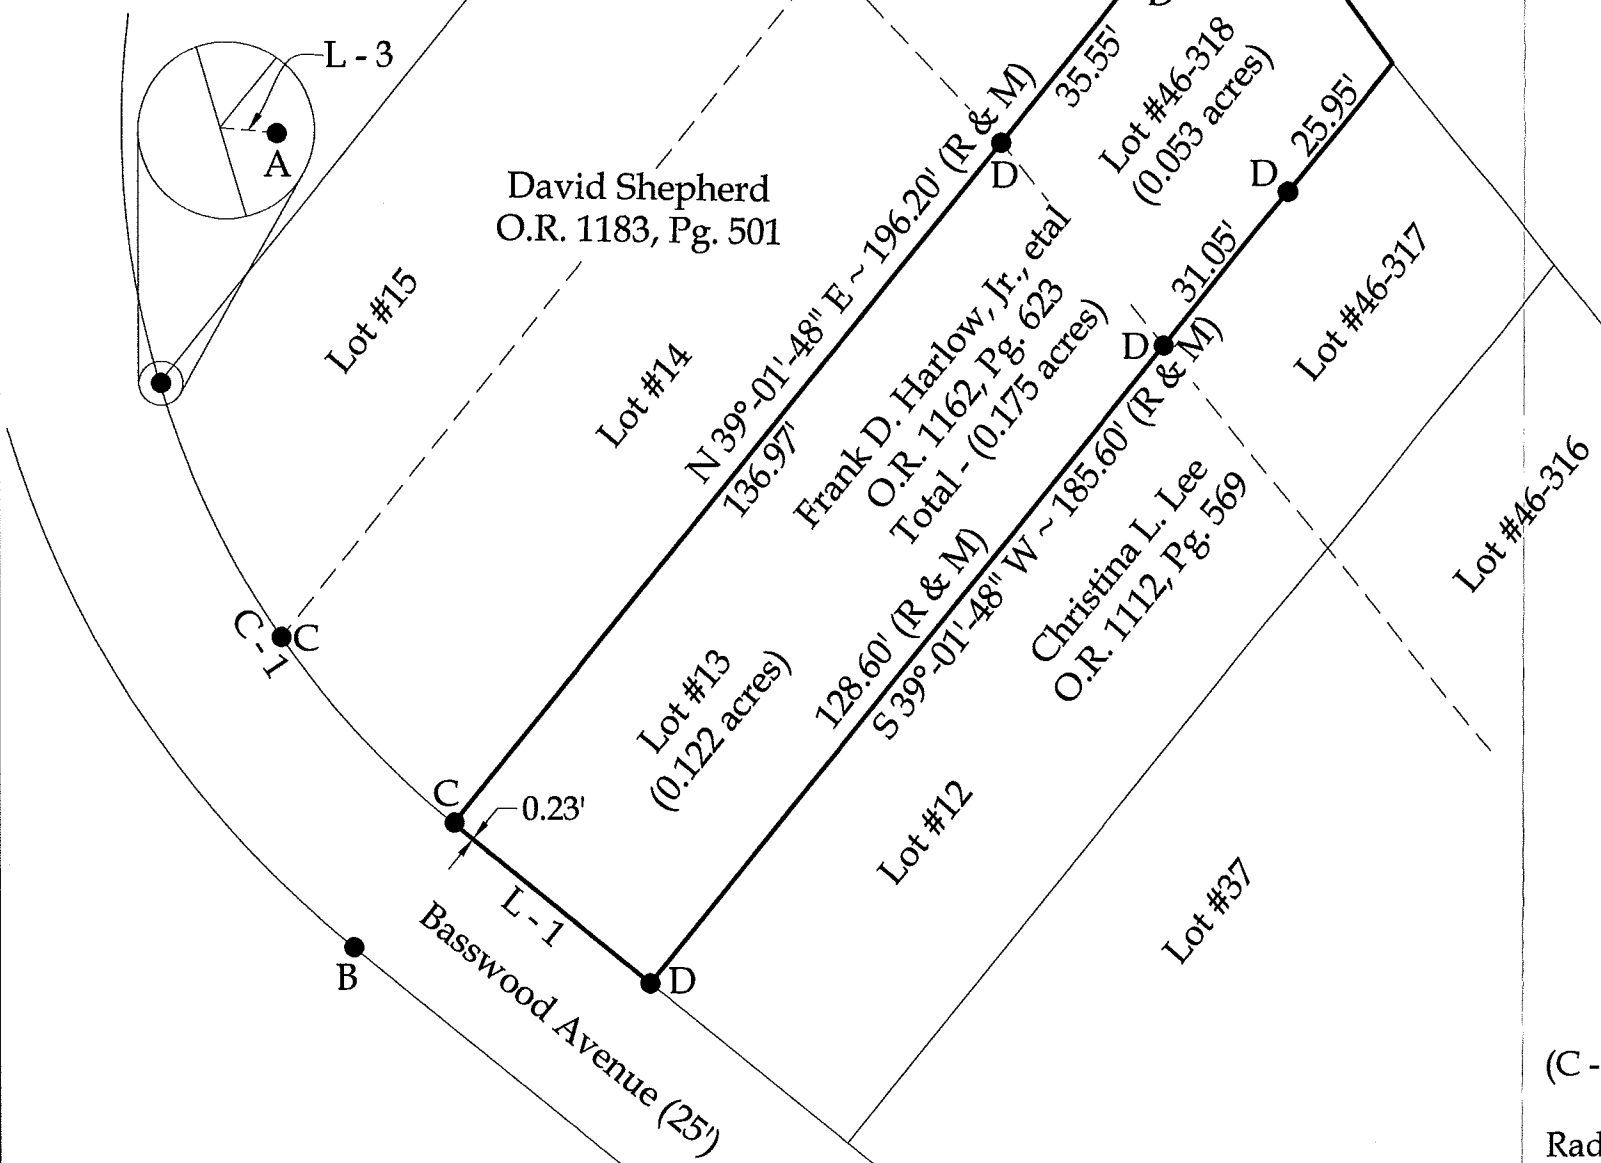 L - 3
A
David Shepherd
O.R. 1183, Pg. 501
Lot #15
Lot #14
N 39°-01'-48" E ~ 196.20' (R & M)
136.97'
35.55'
D
Lot #46-318
(0.053 acres)
25.95'
D
31.05'
D
Lot #46-317
Frank D. Harlow, Jr., etal
O.R. 1162, Pg. 623
Total - (0.175 acres)
128.60' (R & M)
S 39°-01'-48" W ~ 185.60' (R & M)
Christina L. Lee
O.R. 1112, Pg. 569
Lot #46-316
C - 1
C
Lot #13
(0.122 acres)
C
0.23'
L - 1
D
Lot #12
Lot #37
B
Basswood Avenue (25')
(C -
Rad